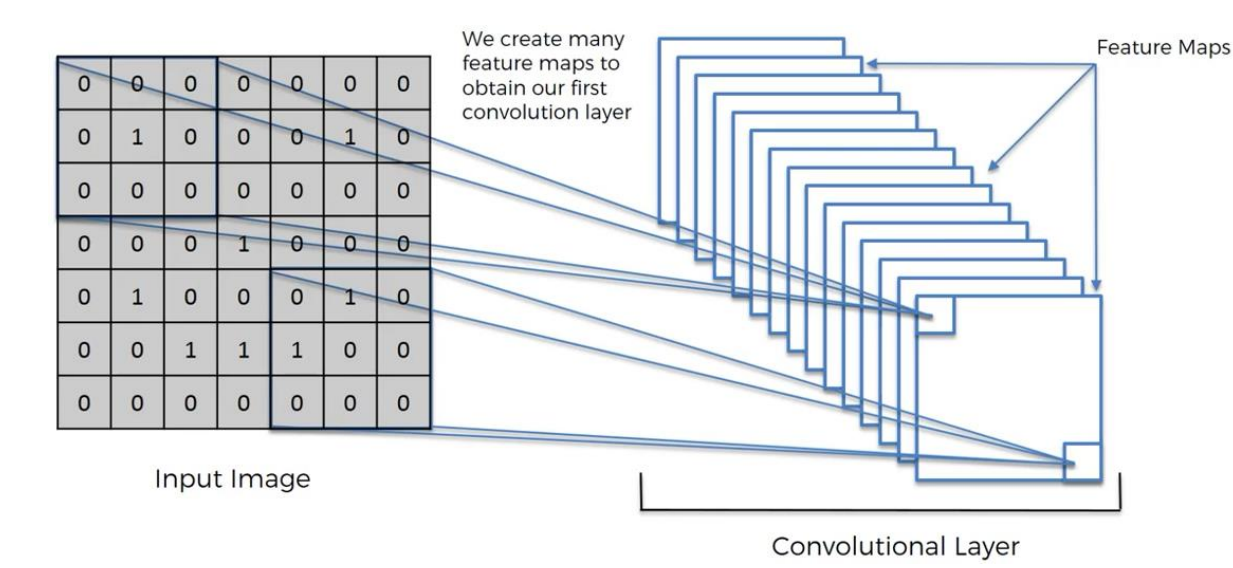 We create many
feature maps to
obtain our first
convolution layer
Feature Maps
0 0 0 0 0 0 0
0 1 0 0 0 1 0
0 0 0 0 0 0 0
0 0 0 1 0 0 0
0 1 0 0 0 1 0
0 0 1 1 1 0 0
0 0 0 0 0 0 0
Input Image
Convolutional Layer